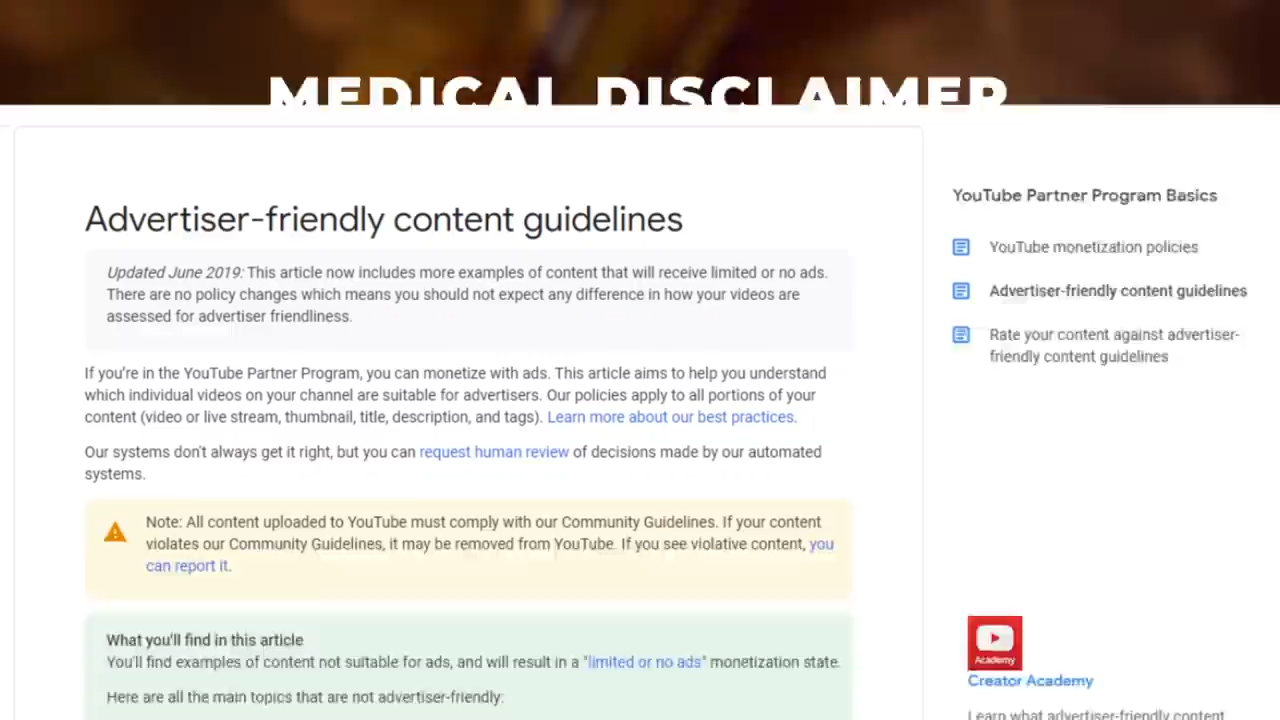 MEDICAL DISCLAIMER
Advertiser-friendly content guidelines
Updated June 2019: This article now includes more examples of content that will receive limited or no ads.
There are no policy changes which means you should not expect any difference in how your videos are
assessed for advertiser friendliness.
If you're in the YouTube Partner Program, you can monetize with ads. This article aims to help you understand
which individual videos on your channel are suitable for advertisers. Our policies apply to all portions of your
content (video or live stream, thumbnail, title, description, and tags). Learn more about our best practices.
Our systems don't always get it right, but you can request human review of decisions made by our automated
systems.
Note: All content uploaded to YouTube must comply with our Community Guidelines. If your content
violates our Community Guidelines, it may be removed from YouTube. If you see violative content, you
can report it.
What you'll find in this article
You'll find examples of content not suitable for ads, and will result in a "limited or no ads" monetization state.
Here are all the main topics that are not advertiser-friendly:
YouTube Partner Program Basics
YouTube monetization policies
Advertiser-friendly content guidelines
Rate your content against advertiser-
friendly content guidelines
Academy
Creator Academy
Learn what advertiser-friendly content